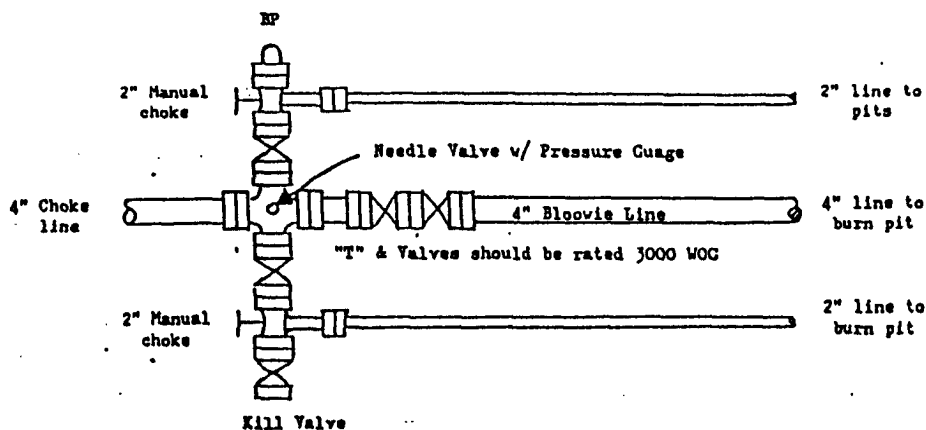 BP
2" Manual
choke
2" line to
pits
Needle Valve w/ Pressure Guage
4" Choke
line
4" Bloowie Line
4" line to
burn pit
"T" & Valves should be rated 3000 WOG
2" Manual
choke
2" line to
burn pit
Kill Valve